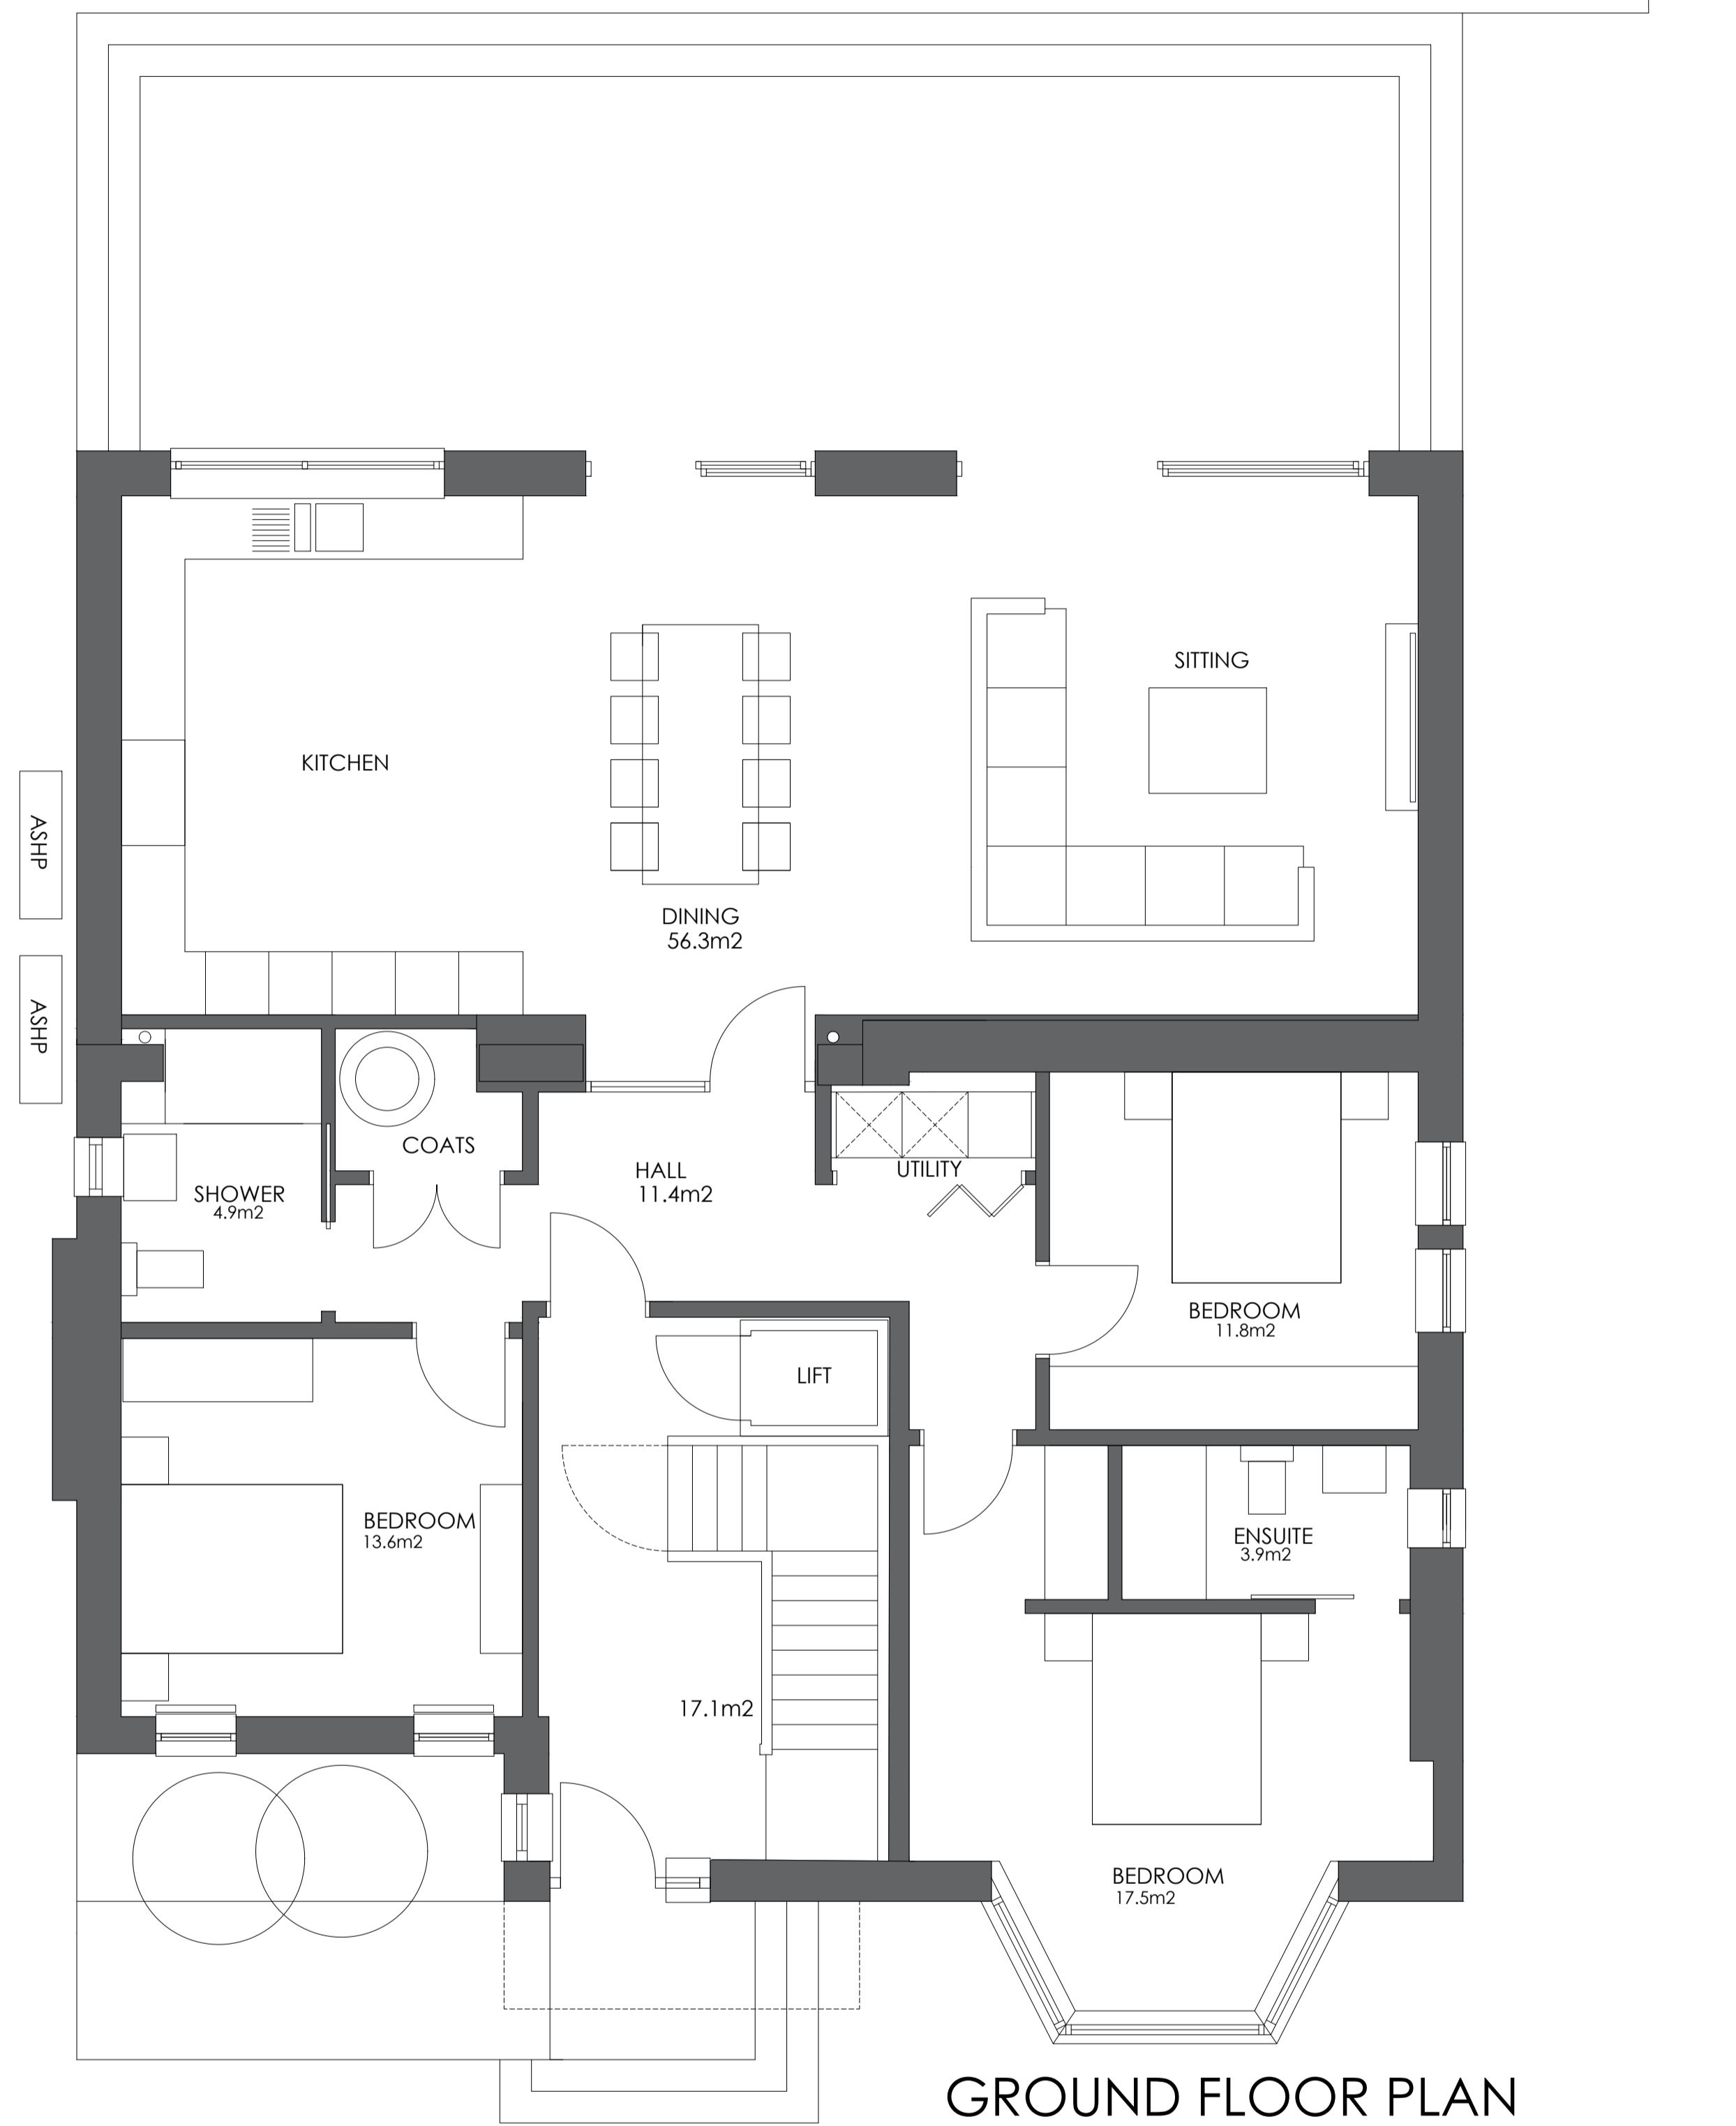 SITTING
KITCHEN
ASHP
DINING
56.3m2
ASHP
COATS
HALL
11.4m2
UTILITY
SHOWER
4.9m2
BEDROOM
11.8m2
LIFT
BEDROOM
13.6m2
ENSUITE
3.9m2
17.1m2
BEDROOM
17.5m2
GROUND FLOOR PLAN